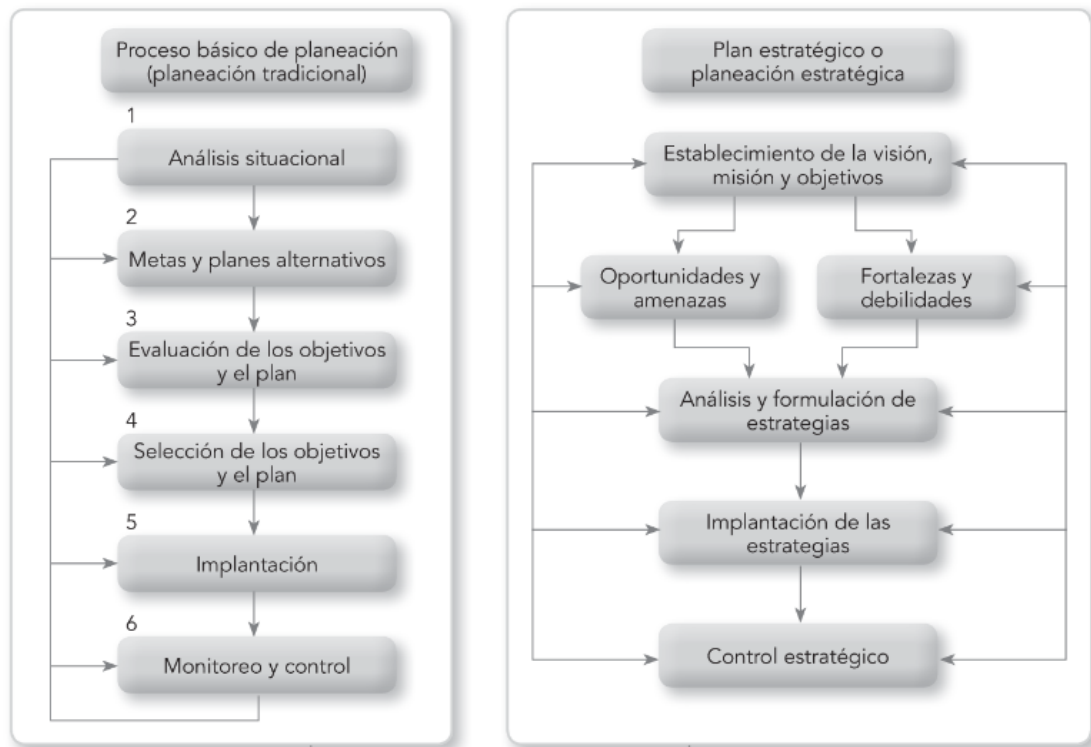 Proceso básico de planeación
(planeación tradicional)
1
Análisis situacional
2
Metas y planes alternativos
3
Evaluación de los objetivos
y el plan
4
Selección de los objetivos
y el plan
5
Implantación
6
Monitoreo y control
Plan estratégico o
planeación estratégica
Establecimiento de la visión,
misión y objetivos
Oportunidades y
amenazas
Fortalezas y
debilidades
Análisis y formulación de
estrategias
Implantación de las
estrategias
Control estratégico